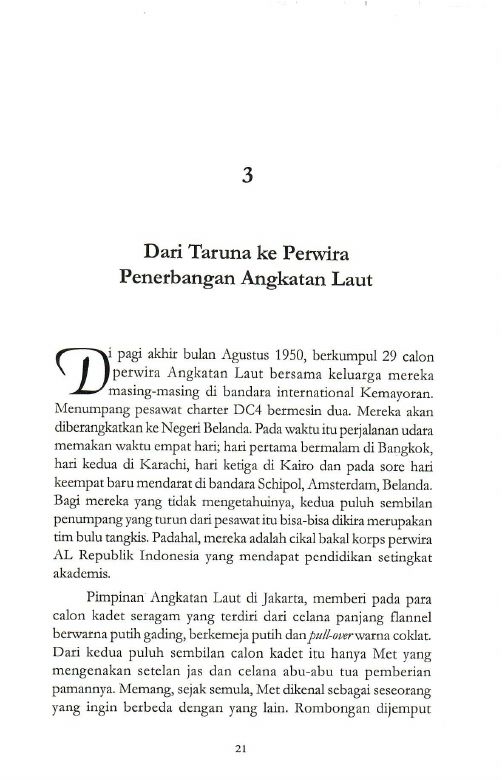 3
Dari Taruna ke Perwira
Penerbangan Angkatan Laut
Di pagi akhir bulan Agustus 1950, berkumpul 29 calon
perwira Angkatan Laut bersama keluarga mereka
masing-masing di bandara international Kemayoran.
Menumpang pesawat charter DC4 bermesin dua. Mereka akan
diberangkatkan ke Negeri Belanda. Pada waktu itu perjalanan udara
memakan waktu empat hari; hari pertama bermalam di Bangkok,
hari kedua di Karachi, hari ketiga di Kairo dan pada sore hari
keempat baru mendarat di bandara Schipol, Amsterdam, Belanda.
Bagi mereka yang tidak mengetahuinya, kedua puluh sembilan
penumpang yang turun dari pesawat itu bisa-bisa dikira merupakan
tim bulu tangkis. Padahal, mereka adalah cikal bakal korps perwira
AL Republik Indonesia yang mendapat pendidikan setingkat
akademis.
Pimpinan Angkatan Laut di Jakarta, memberi pada para
calon kadet seragam yang terdiri dari celana panjang flannel
berwarna putih gading, berkemeja putih dan pull-over warna coklat.
Dari kedua puluh sembilan calon kadet itu hanya Met yang
mengenakan setelan jas dan celana abu-abu tua pemberian
pamannya. Memang, sejak semula, Met dikenal sebagai seseorang
yang ingin berbeda dengan yang lain. Rombongan dijemput
21